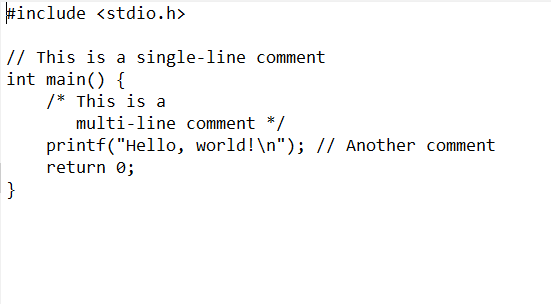 #include <stdio.h>

// This is a single-line comment
int main() {
    /* This is a
       multi-line comment */
    printf("Hello, world!\n"); // Another comment
    return 0;
}